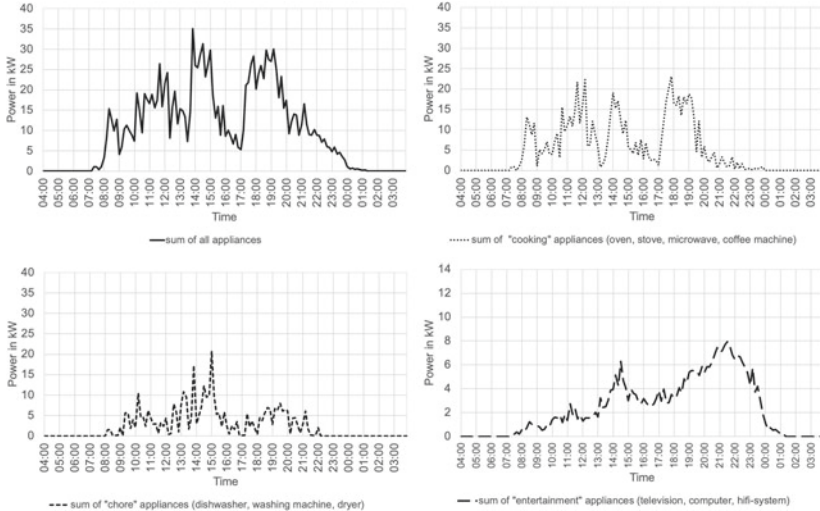 40
35
30
25
20
15
10
5
0
Power in kW
04:00 05:00 06:00 07:00 08:00 09:00 10:00 11:00 12:00 13:00 14:00 15:00 16:00 17:00 18:00 19:00 20:00 21:00 22:00 23:00 00:00 01:00 02:00 03:00
Time
sum of all appliances
40
35
30
25
20
15
10
5
0
Power in kW
04:00 05:00 06:00 07:00 08:00 09:00 10:00 11:00 12:00 13:00 14:00 15:00 16:00 17:00 18:00 19:00 20:00 21:00 22:00 23:00 00:00 01:00 02:00 03:00
Time
sum of "cooking" appliances (oven, stove, microwave, coffee machine)
40
35
30
25
20
15
10
5
0
Power in kW
04:00 05:00 06:00 07:00 08:00 09:00 10:00 11:00 12:00 13:00 14:00 15:00 16:00 17:00 18:00 19:00 20:00 21:00 22:00 23:00 00:00 01:00 02:00 03:00
Time
sum of "chore" appliances (dishwasher, washing machine, dryer)
14
12
10
8
6
4
2
0
Power in kW
04:00 05:00 06:00 07:00 08:00 09:00 10:00 11:00 12:00 13:00 14:00 15:00 16:00 17:00 18:00 19:00 20:00 21:00 22:00 23:00 00:00 01:00 02:00 03:00
Time
sum of "entertainment" appliances (television, computer, hifi-system)